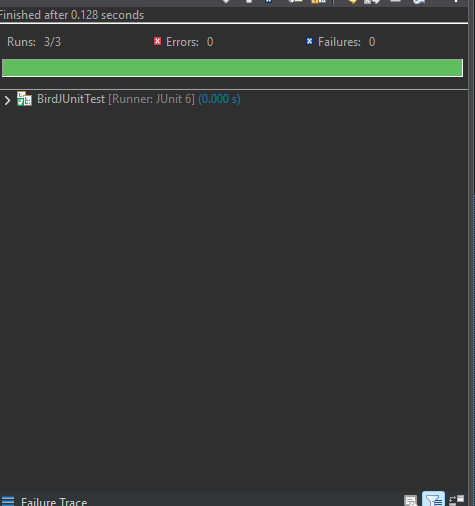 Finished after 0.128 seconds
Runs: 3/3 Errors: 0 Failures: 0
BirdJUnitTest [Runner: JUnit 6] (0.000 s)
Failure Trace